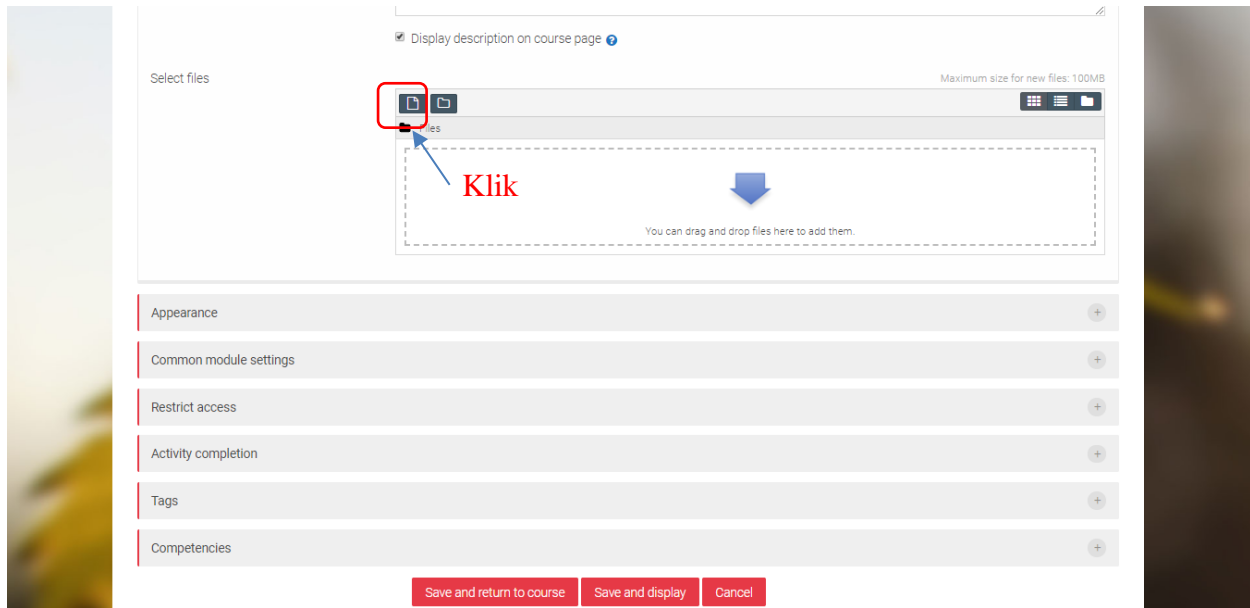 Display description on course page
Select files
Maximum size for new files: 100MB
Files
Klik
You can drag and drop files here to add them.
Appearance
Common module settings
Restrict access
Activity completion
Tags
Competencies
Save and return to course
Save and display
Cancel